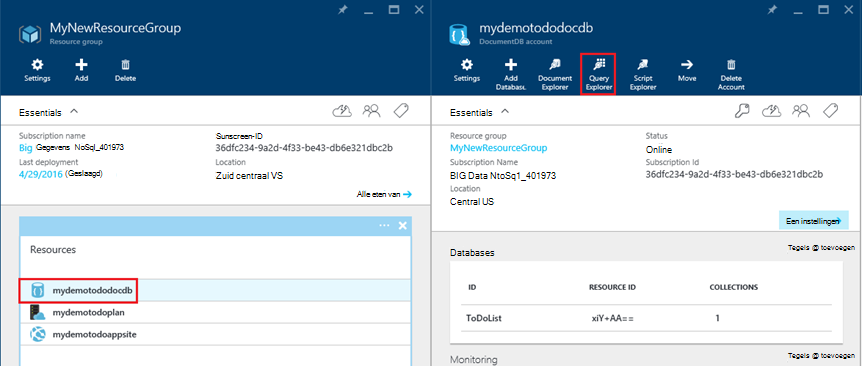 MyNewResourceGroup
Resource group
Settings
Add
Delete
Essentials
Subscription name
Big Gegevens NoSql_401973
Sunscreen-ID
36dfc234-9a2d-4f33-be43-db6e321dbc2b
Last deployment
4/29/2016 (Geslaagd)
Location
Zuid centraal VS
Alle eten van
Resources
mydemotododocdb
mydemotodoplan
mydemotodoappsite
mydemotododocdb
DocumentDB account
Settings
Add Databas.
Document Explorer
Query Explorer
Script Explorer
Move
Delete Account
Essentials
Resource group
MyNewResourceGroup
Status
Online
Subscription Name
BIG Data NtoSq1_401973
Subscription Id
36dfc234-9a2d-4f33-be43-db6e321dbc2b
Location
Central US
Een instellingen
Databases
Tegels @ toevoegen
ID RESOURCE ID COLLECTIONS
ToDoList xiY+AA== 1
Monitoring
Tegels @ toevoegen